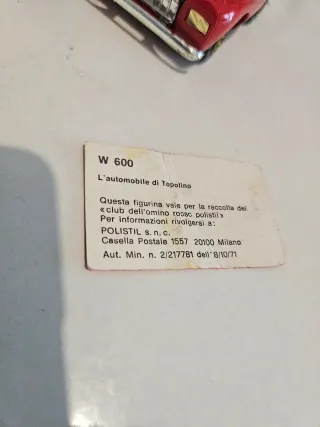 W 600
L'automobile di Topolino
Questa figurina vale per la raccolta dei
«club dell'omino rosso polistil»
Per informazioni rivolgersi a:
POLISTIL s.n.c.
Casella Postale 1557 20100 Milano
Aut. Min. n. 2/217781 dell'8/10/71